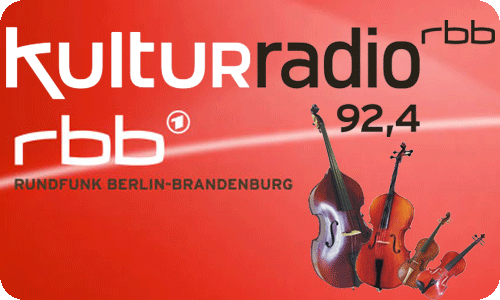 kulturradio rbb
92,4
rbb
RUNDFUNK BERLIN-BRANDENBURG